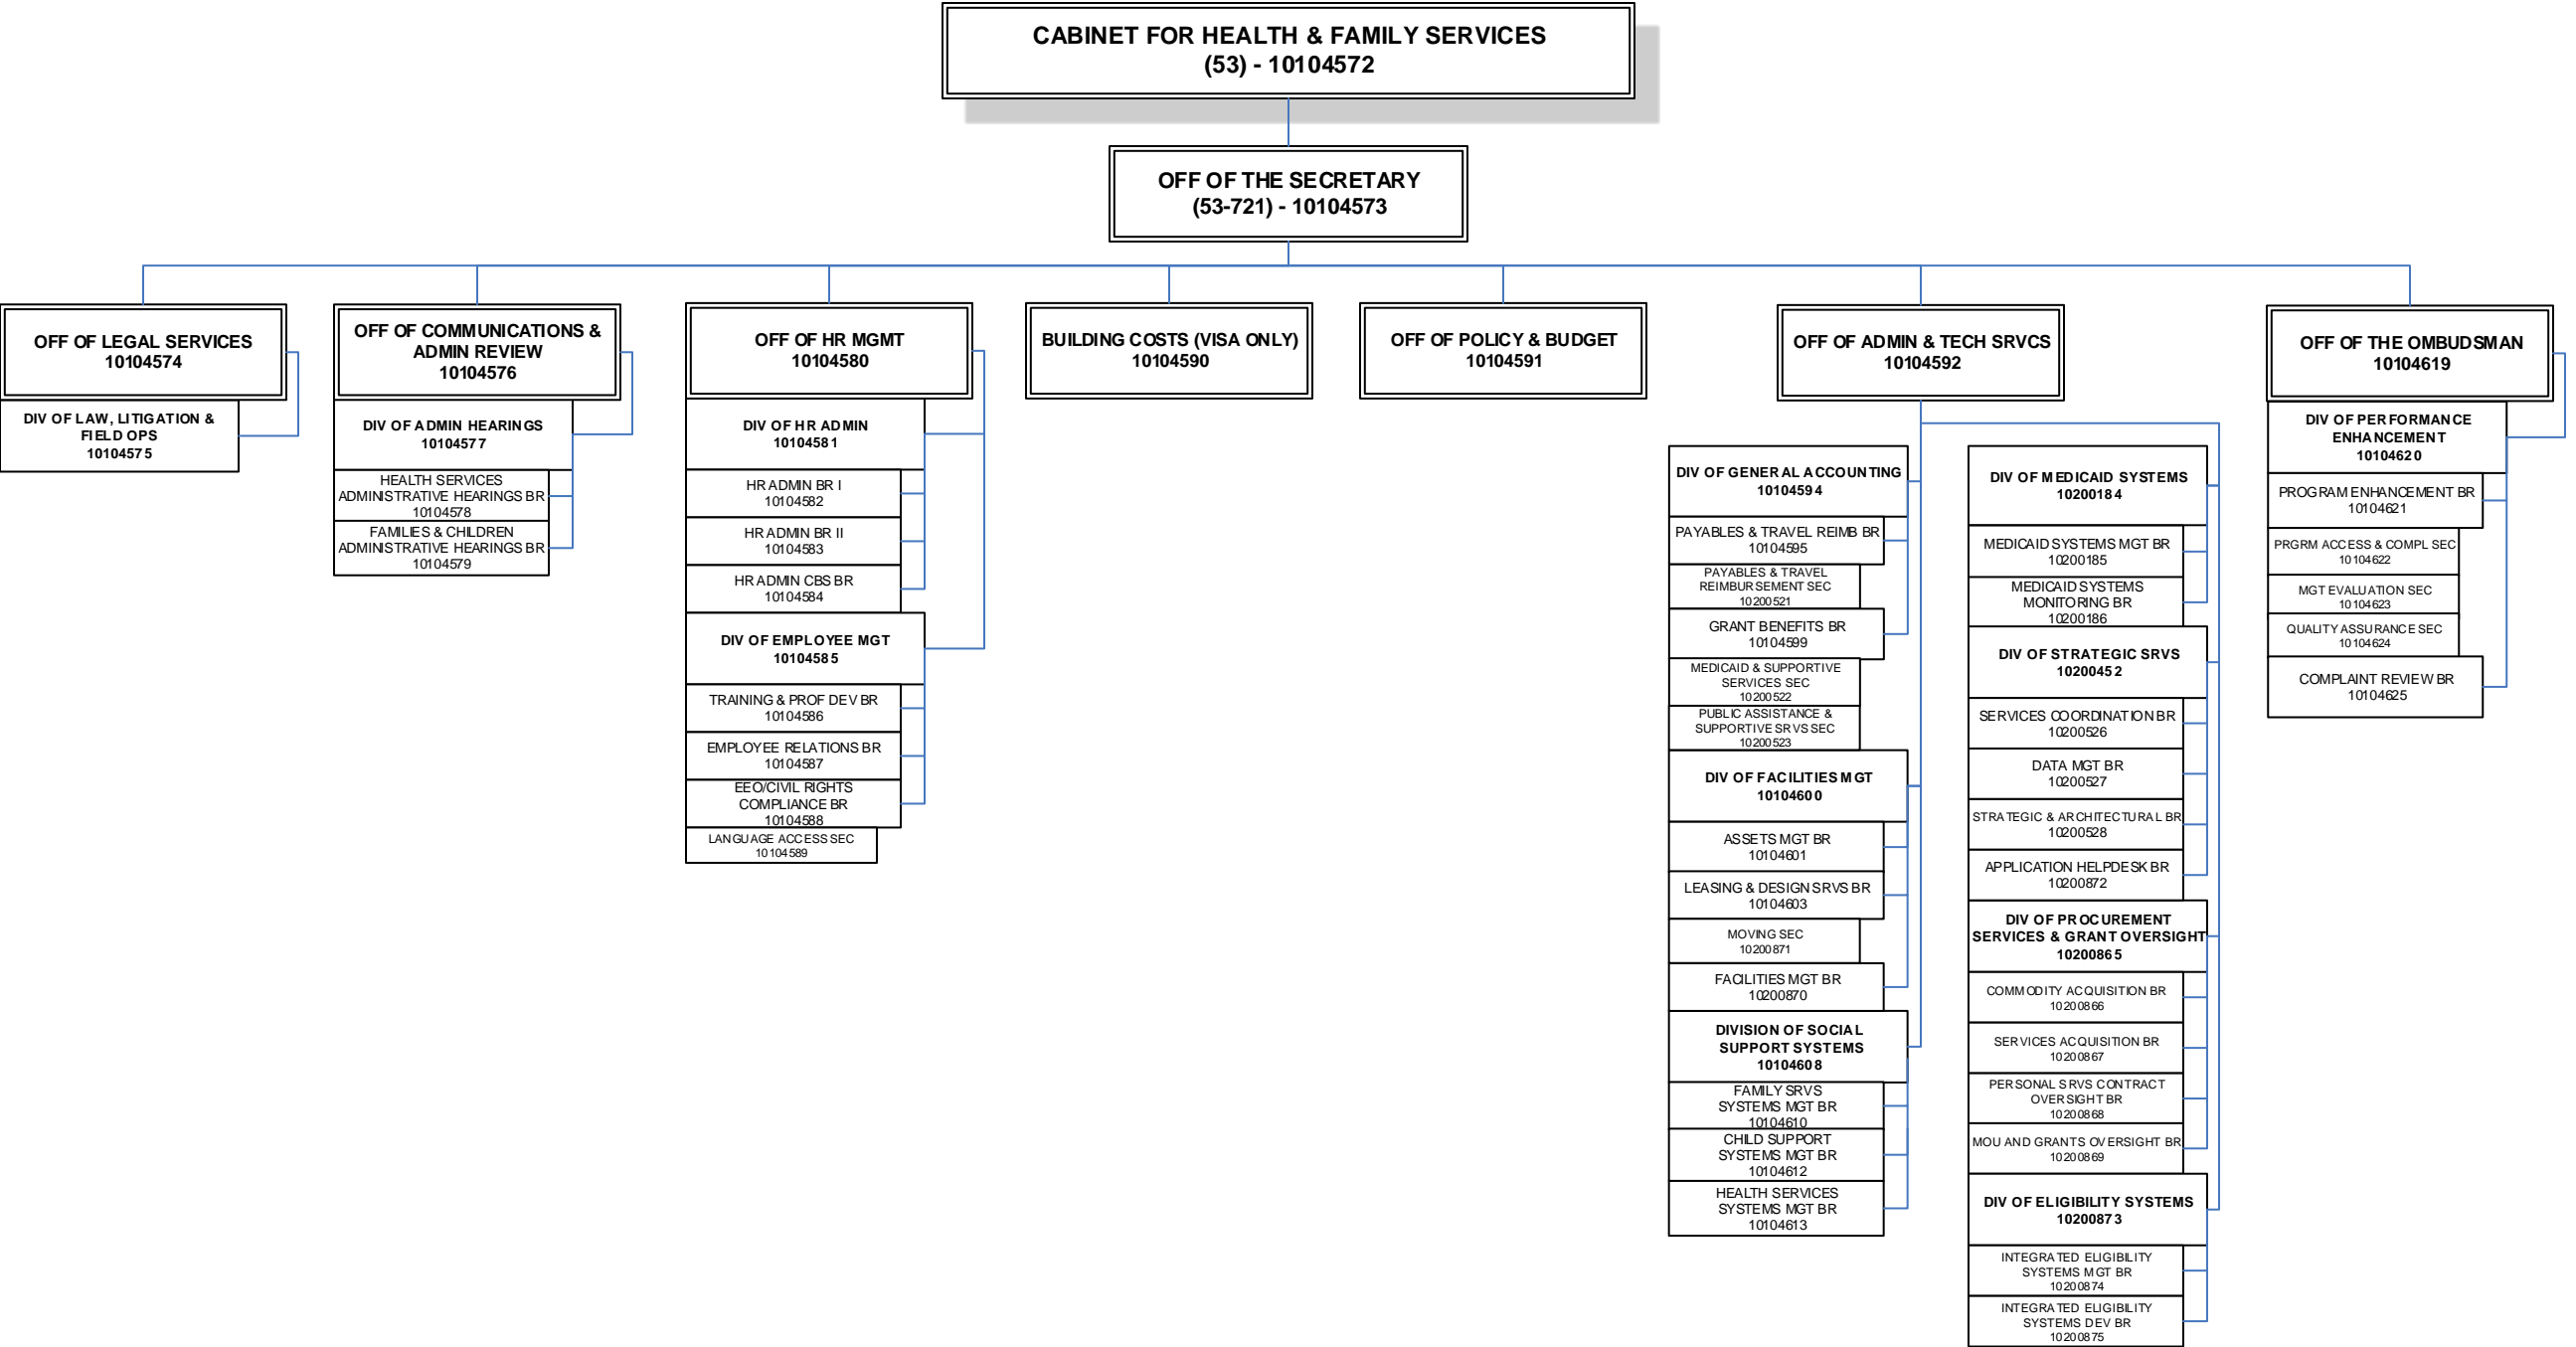 CABINET FOR HEALTH & FAMILY SERVICES
(53) - 10104572
OFF OF THE SECRETARY
(53-721) - 10104573
OFF OF LEGAL SERVICES
10104574
DIV OF LAW, LITIGATION &
FIELD OPS
10104575
OFF OF COMMUNICATIONS &
ADMIN REVIEW
10104576
DIV OF ADMIN HEARINGS
10104577
HEALTH SERVICES
ADMINISTRATIVE HEARINGS BR
10104578
FAMILIES & CHILDREN
ADMINISTRATIVE HEARINGS BR
10104579
OFF OF HR MGMT
10104580
DIV OF HR ADMIN
10104581
HR ADMIN BR I
10104582
HR ADMIN BR II
10104583
HR ADMIN CBS BR
10104584
DIV OF EMPLOYEE MGT
10104585
TRAINING & PROF DEV BR
10104586
EMPLOYEE RELATIONS BR
10104587
EEO/CIVIL RIGHTS
COMPLIANCE BR
10104588
LANGUAGE ACCESS SEC
10104589
BUILDING COSTS (VISA ONLY)
10104590
OFF OF POLICY & BUDGET
10104591
OFF OF ADMIN & TECH SRVCS
10104592
DIV OF GENERAL ACCOUNTING
10104594
PAYABLES & TRAVEL REIMB BR
10104595
PAYABLES & TRAVEL
REIMBURSEMENT SEC
10200521
GRANT BENEFITS BR
10104599
MEDICAID & SUPPORTIVE
SERVICES SEC
10200522
PUBLIC ASSISTANCE &
SUPPORTIVE SRVS SEC
10200523
DIV OF FACILITIES MGT
10104600
ASSETS MGT BR
10104601
LEASING & DESIGN SRVS BR
10104603
MOVING SEC
10200871
FACILITIES MGT BR
10200870
DIVISION OF SOCIAL
SUPPORT SYSTEMS
10104608
FAMILY SRVS
SYSTEMS MGT BR
10104610
CHILD SUPPORT
SYSTEMS MGT BR
10104612
HEALTH SERVICES
SYSTEMS MGT BR
10104613
DIV OF MEDICAID SYSTEMS
10200184
MEDICAID SYSTEMS MGT BR
10200185
MEDICAID SYSTEMS
MONITORING BR
10200186
DIV OF STRATEGIC SRVS
10200452
SERVICES COORDINATION BR
10200526
DATA MGT BR
10200527
STRATEGIC & ARCHITECTURAL BR
10200528
APPLICATION HELPDESK BR
10200872
DIV OF PROCUREMENT
SERVICES & GRANT OVERSIGHT
10200865
COMMODITY ACQUISITION BR
10200866
SERVICES ACQUISITION BR
10200867
PERSONAL SRVS CONTRACT
OVERSIGHT BR
10200868
MOU AND GRANTS OVERSIGHT BR
10200869
DIV OF ELIGIBILITY SYSTEMS
10200873
INTEGRATED ELIGIBILITY
SYSTEMS MGT BR
10200874
INTEGRATED ELIGIBILITY
SYSTEMS DEV BR
10200875
OFF OF THE OMBUDSMAN
10104619
DIV OF PERFORMANCE
ENHANCEMENT
10104620
PROGRAM ENHANCEMENT BR
10104621
PRGRM ACCESS & COMPL SEC
10104622
MGT EVALUATION SEC
10104623
QUALITY ASSURANCE SEC
10104624
COMPLAINT REVIEW BR
10104625